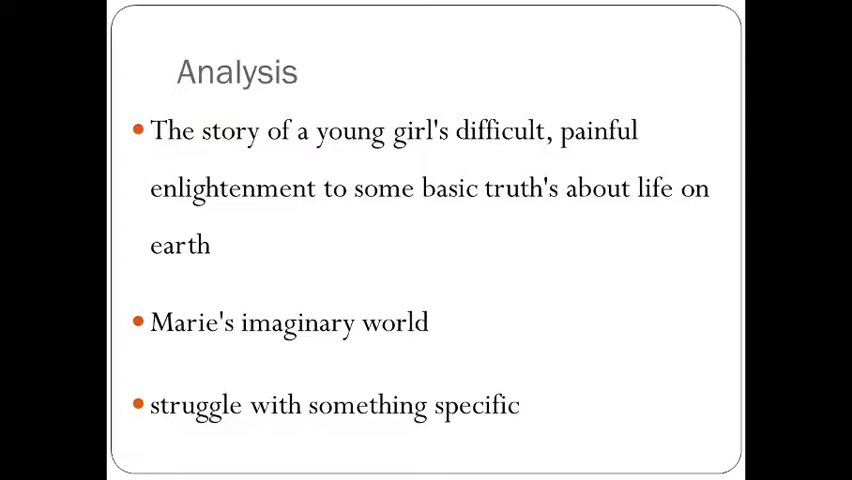 Analysis
The story of a young girl's difficult, painful
enlightenment to some basic truth's about life on
earth
Marie's imaginary world
struggle with something specific